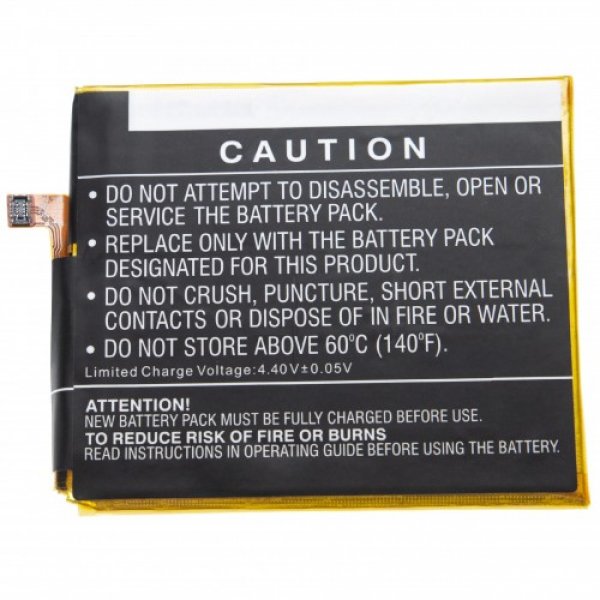 CAUTION
• DO NOT ATTEMPT TO DISASSEMBLE, OPEN OR
SERVICE THE BATTERY PACK.
• REPLACE ONLY WITH THE BATTERY PACK
DESIGNATED FOR THIS PRODUCT.
• DO NOT CRUSH, PUNCTURE, SHORT EXTERNAL
CONTACTS OR DISPOSE OF IN FIRE OR WATER.
• DO NOT STORE ABOVE 60°C (140°F).
Limited Charge Voltage:4.40V±0.05V
ATTENTION!
NEW BATTERY PACK MUST BE FULLY CHARGED BEFORE USE.
TO REDUCE RISK OF FIRE OR BURNS
READ INSTRUCTIONS IN OPERATING GUIDE BEFORE USING THE BATTERY.